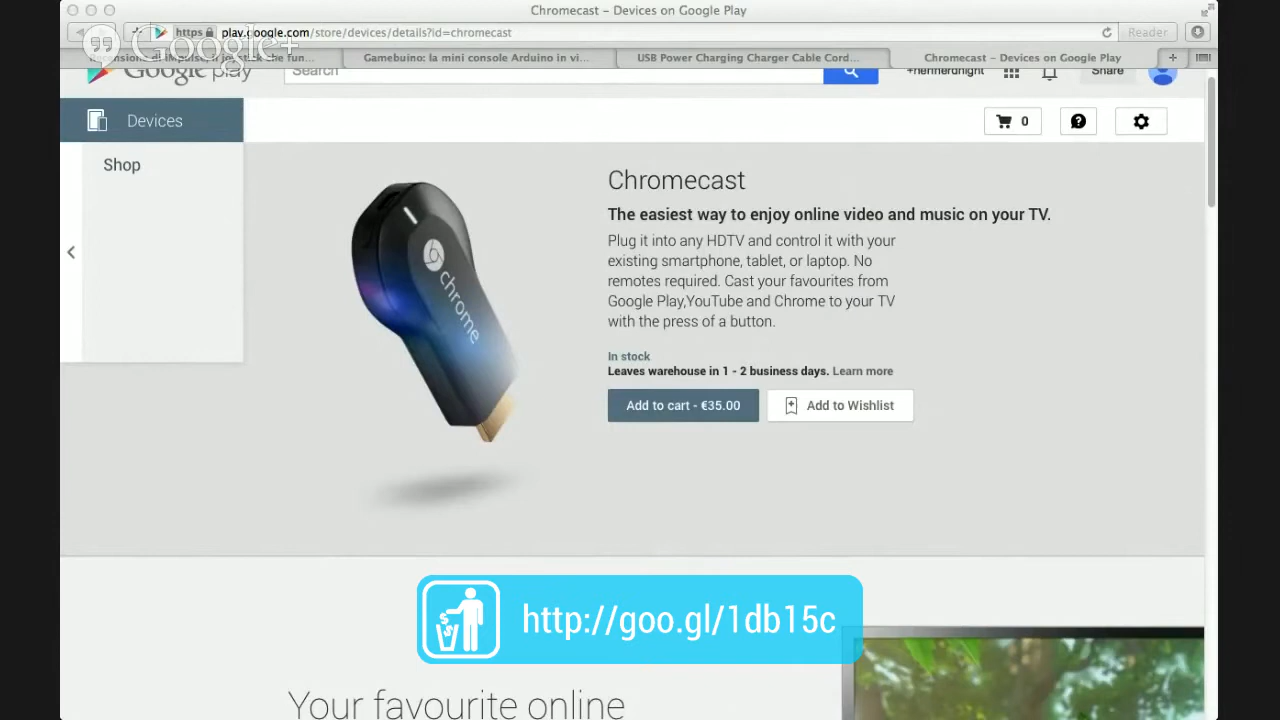 Chromecast – Devices on Google Play
Google+
https play.google.com/store/devices/details?id=chromecast
Reader
Gamebuino: la mini console Arduino in vi...
USB Power Charging Charger Cable Cord...
Chromecast – Devices on Google Play
Google play
Search
Share
Devices
0
Shop
Chromecast
The easiest way to enjoy online video and music on your TV.
Plug it into any HDTV and control it with your
existing smartphone, tablet, or laptop. No
remotes required. Cast your favourites from
Google Play,YouTube and Chrome to your TV
with the press of a button.
In stock
Leaves warehouse in 1 - 2 business days. Learn more
Add to cart - €35.00
Add to Wishlist
chrome
http://goo.gl/1db15c
Your favourite online